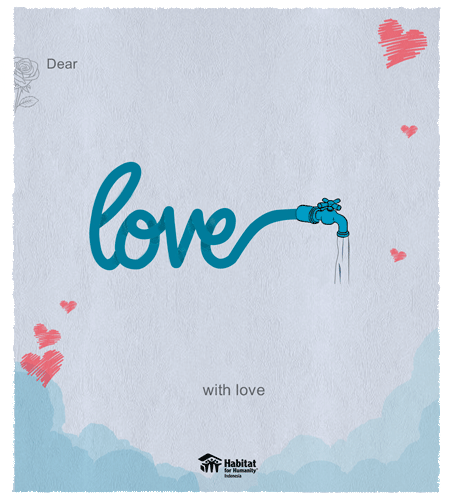 Dear
love
with love
Habitat
for Humanity®
Indonesia